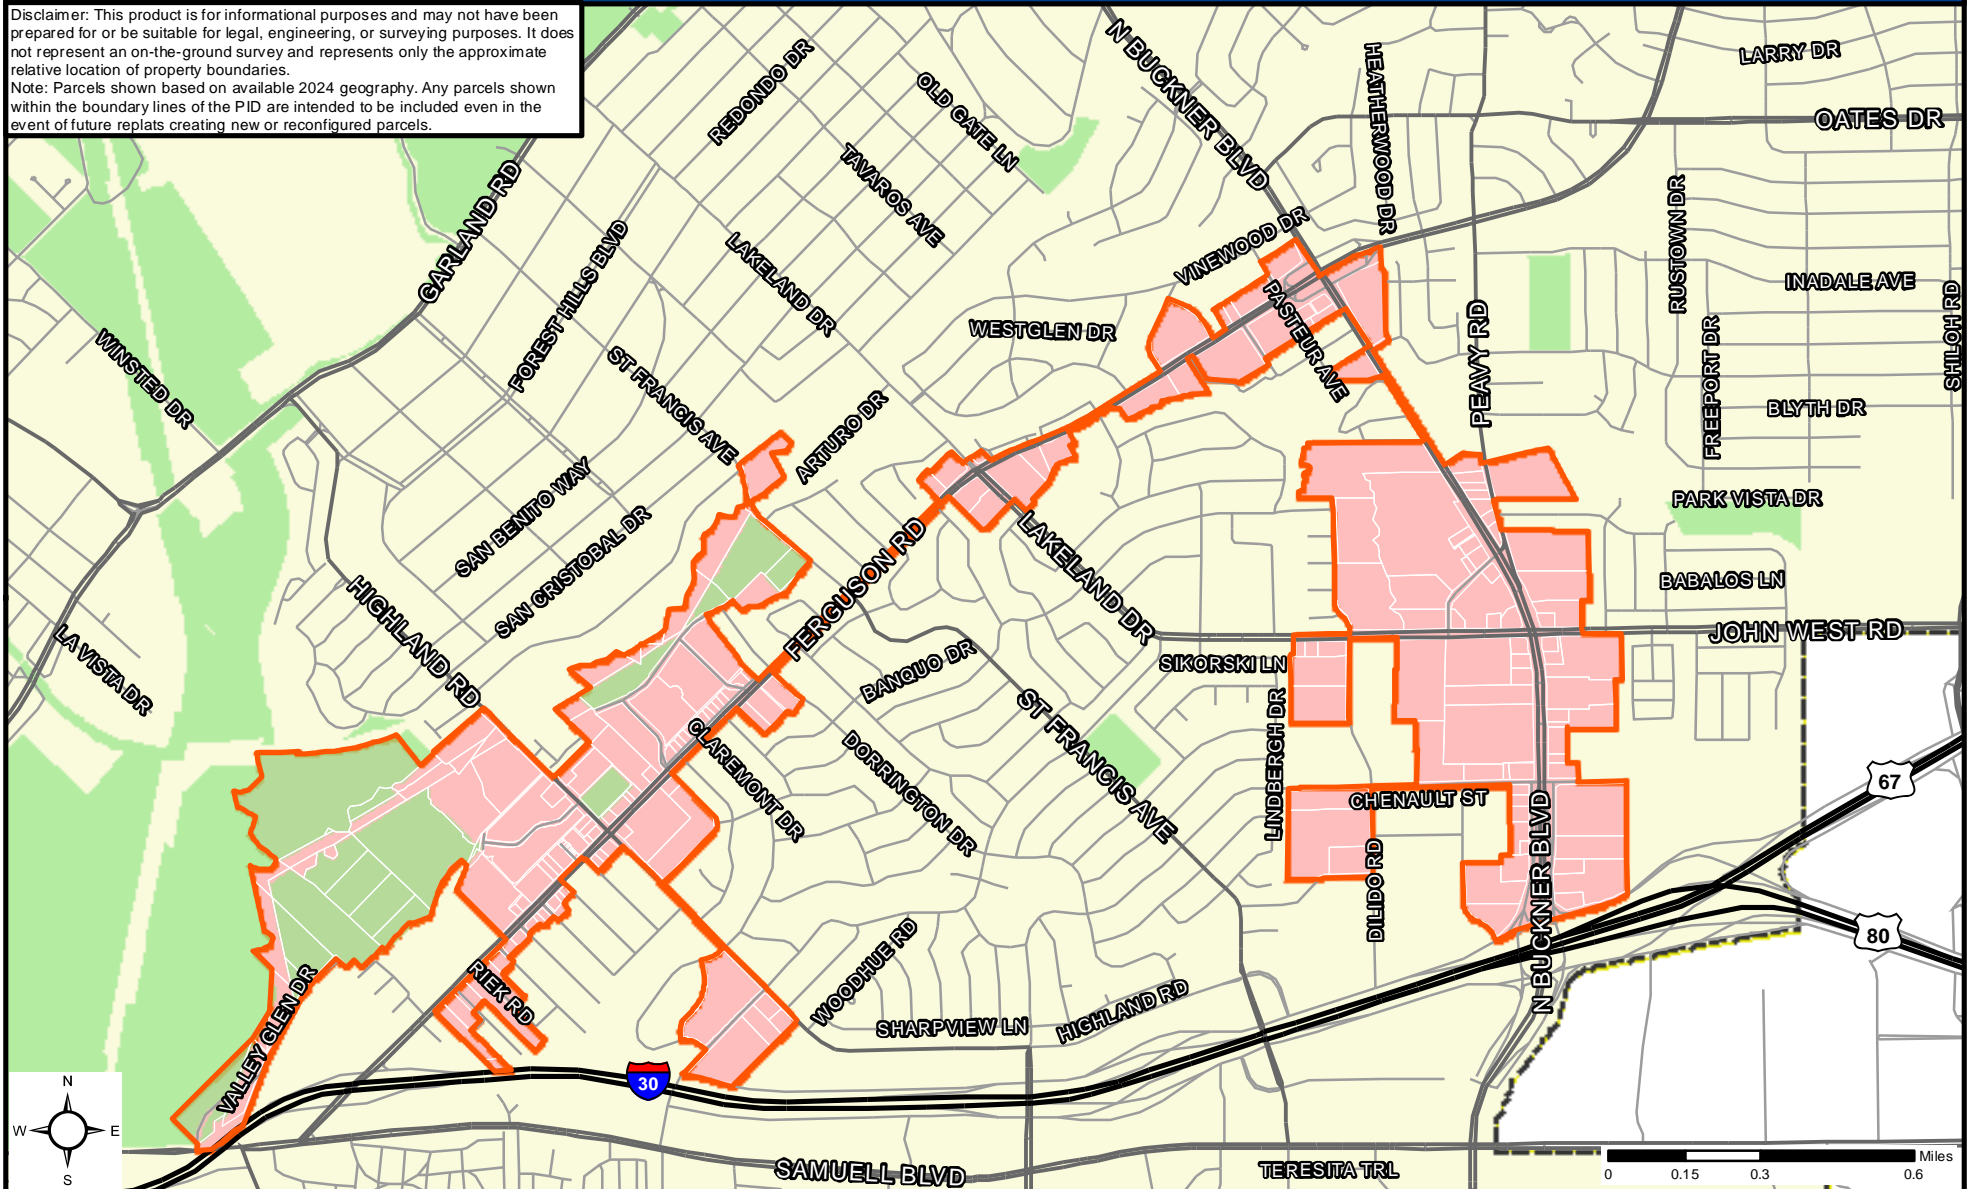 Disclaimer: This product is for informational purposes and may not have been
prepared for or be suitable for legal, engineering, or surveying purposes. It does
not represent an on-the-ground survey and represents only the approximate
relative location of property boundaries.
Note: Parcels shown based on available 2024 geography. Any parcels shown
within the boundary lines of the PID are intended to be included even in the
event of future replats creating new or reconfigured parcels.
N BUCKNER BLVD
HEATHERWOOD DR
LARRY DR
OATES DR
REDONDO DR
OLD GATE LN
TAVAROS AVE
GARLAND RD
FOREST HILLS BLVD
LAKELAND DR
VINEWOOD DR
RUSTOWN DR
INADALE AVE
SHILOH RD
WESTGLEN DR
PASTEUR AVE
PEAVY RD
FREEPORT DR
BLYTH DR
WINSTED DR
ST FRANCIS AVE
ARTURO DR
PARK VISTA DR
SAN BENITO WAY
SAN CRISTOBAL DR
FERGUSON RD
LAKELAND DR
BABALOS LN
JOHN WEST RD
HIGHLAND RD
LA VISTA DR
BANQUO DR
SIKORSKI LN
ST FRANCIS AVE
LINDBERGH DR
CLAREMONT DR
DORRINGTON DR
CHENAULT ST
67
DILIDO RD
N BUCKNER BLVD
80
RIEK RD
WOODHUE RD
VALLEY GLEN DR
SHARPVIEW LN
HIGHLAND RD
30
N
W
E
S
SAMUELL BLVD
TERESITA TRL
Miles
0
0.15
0.3
0.6